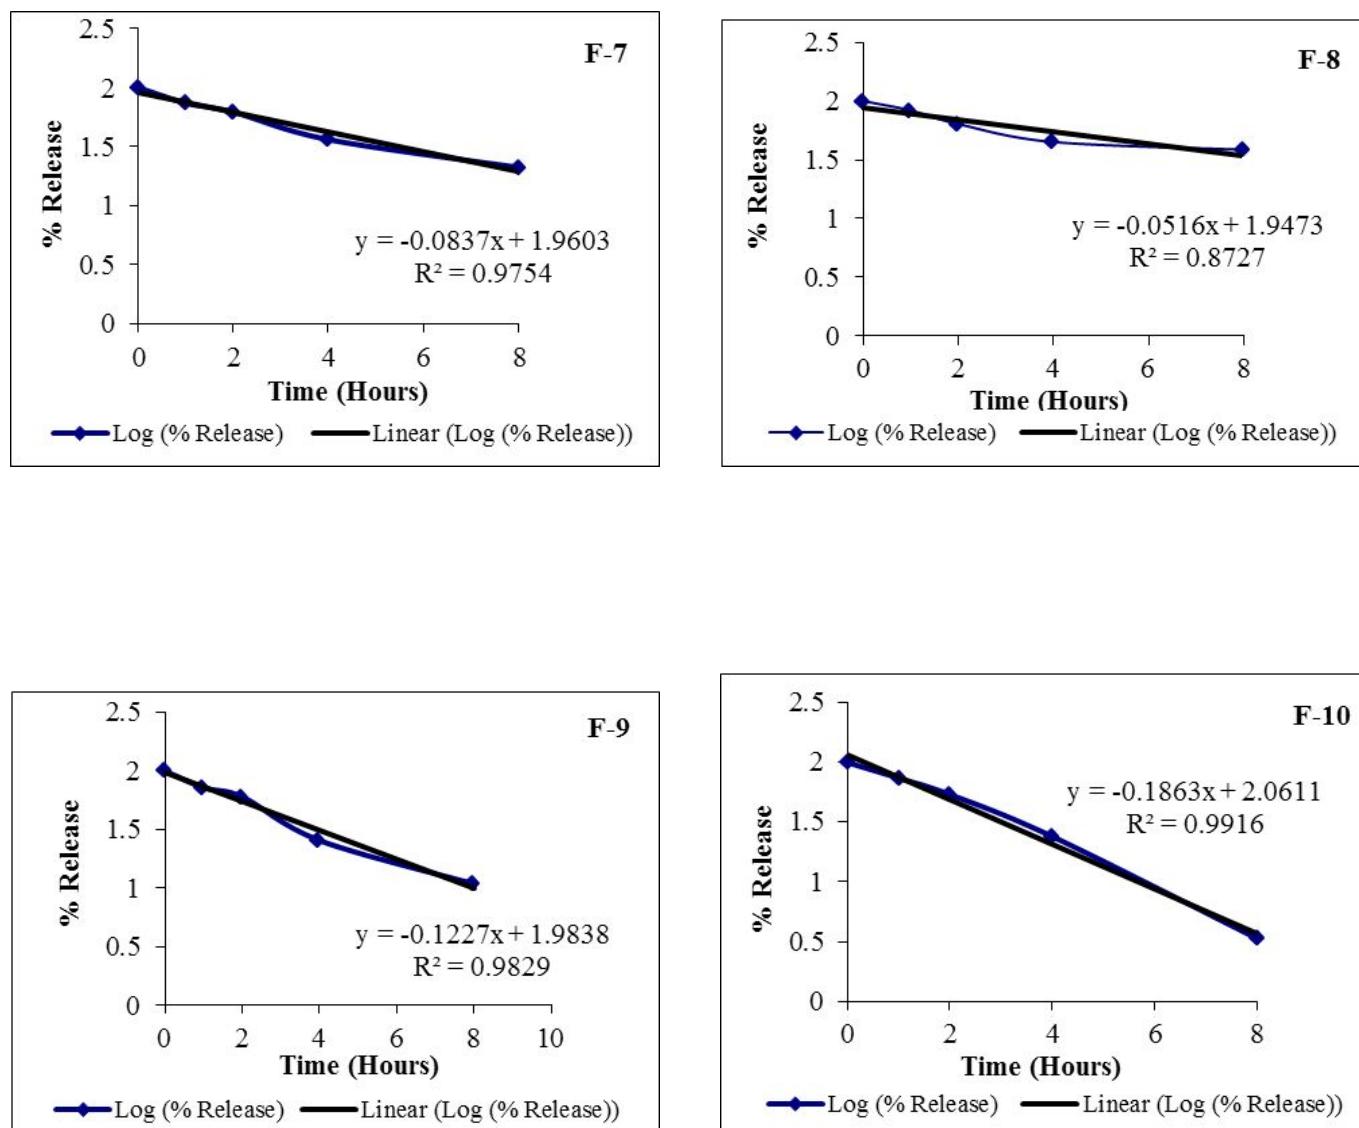 F-7
2.5
2
1.5
1
0.5
0
% Release
y = -0.0837x + 1.9603
R² = 0.9754
0 2 4 6 8
Time (Hours)
Log (% Release) Linear (Log (% Release))
F-8
2.5
2
1.5
1
0.5
0
% Release
y = -0.0516x + 1.9473
R² = 0.8727
0 2 4 6 8
Time (Hours)
Log (% Release) Linear (Log (% Release))
F-9
2.5
2
1.5
1
0.5
0
% Release
y = -0.1227x + 1.9838
R² = 0.9829
0 2 4 6 8 10
Time (Hours)
Log (% Release) Linear (Log (% Release))
F-10
2.5
2
1.5
1
0.5
0
% Release
y = -0.1863x + 2.0611
R² = 0.9916
0 2 4 6 8
Time (Hours)
Log (% Release) Linear (Log (% Release))